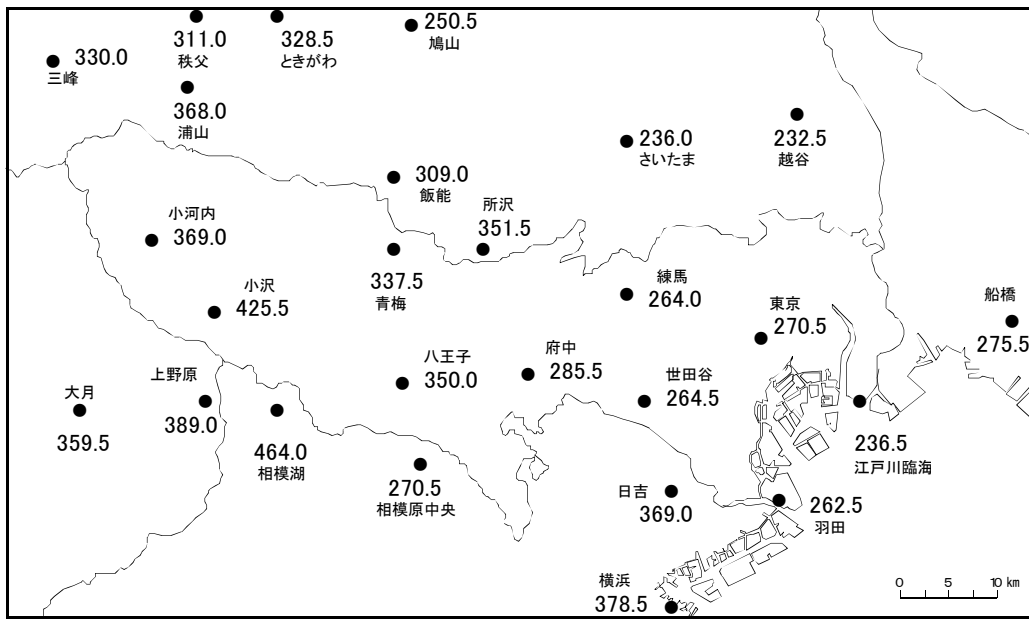 330.0
三峰
311.0
秩父
328.5
ときがわ
250.5
鳩山
368.0
浦山
236.0
さいたま
232.5
越谷
309.0
飯能
所沢
351.5
小河内
369.0
337.5
青梅
小沢
425.5
練馬
264.0
東京
270.5
船橋
275.5
大月
359.5
上野原
389.0
464.0
相模湖
八王子
350.0
府中
285.5
世田谷
264.5
236.5
江戸川臨海
270.5
相模原中央
日吉
369.0
262.5
羽田
横浜
378.5
0 5 10 km